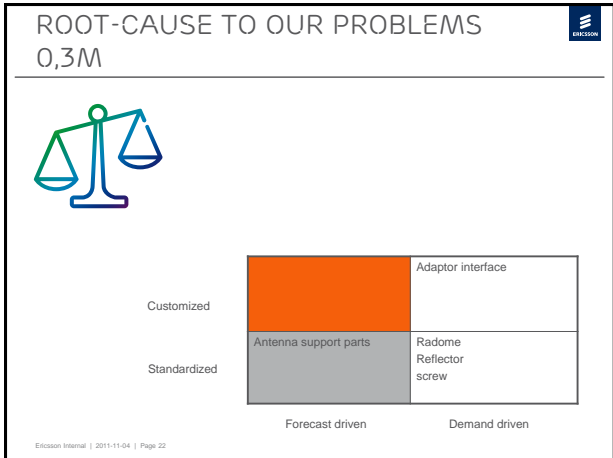 ROOT-CAUSE TO OUR PROBLEMS
0,3M
ERICSSON
Adaptor interface
Customized
Antenna support parts
Radome
Reflector
screw
Standardized
Forecast driven
Demand driven
Ericsson Internal | 2011-11-04 | Page 22